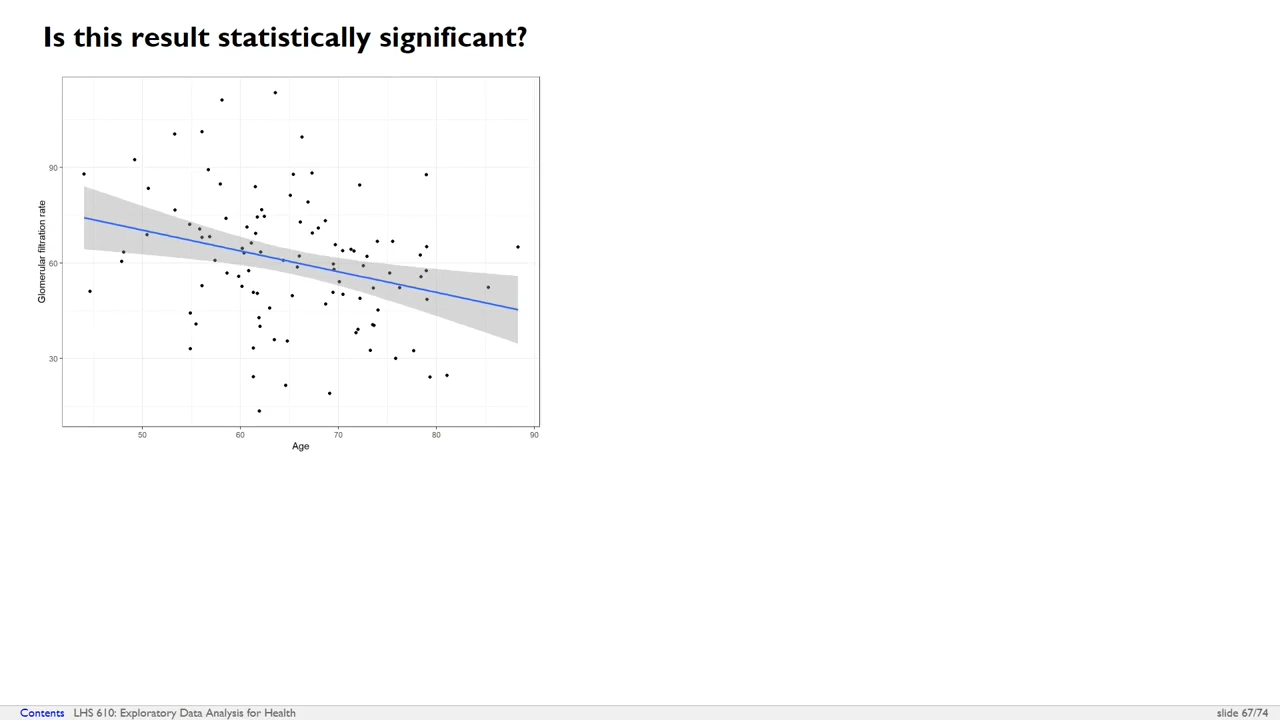 Is this result statistically significant?
90
60
30
Glomerular filtration rate
50 60 70 80 90
Age
Contents LHS 610: Exploratory Data Analysis for Health slide 67/74